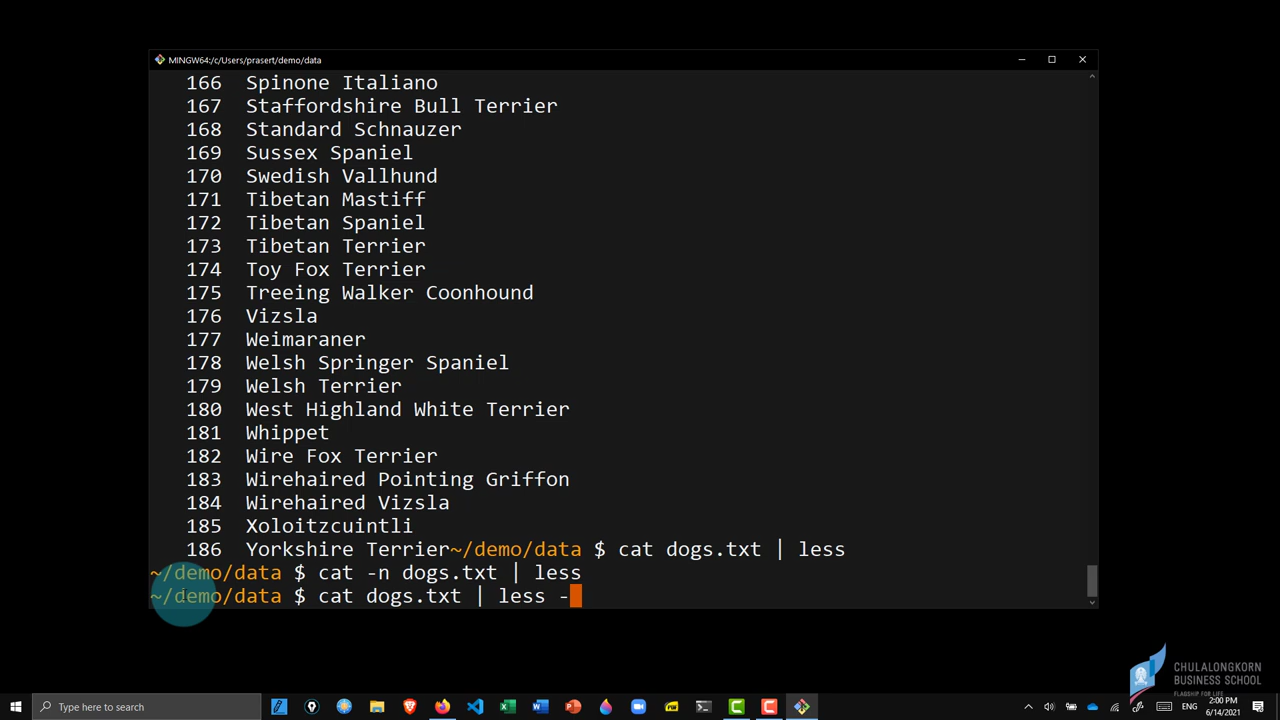 MINGW64:/c/Users/prasert/demo/data
166 Spinone Italiano
167 Staffordshire Bull Terrier
168 Standard Schnauzer
169 Sussex Spaniel
170 Swedish Vallhund
171 Tibetan Mastiff
172 Tibetan Spaniel
173 Tibetan Terrier
174 Toy Fox Terrier
175 Treeing Walker Coonhound
176 Vizsla
177 Weimaraner
178 Welsh Springer Spaniel
179 Welsh Terrier
180 West Highland White Terrier
181 Whippet
182 Wire Fox Terrier
183 Wirehaired Pointing Griffon
184 Wirehaired Vizsla
185 Xoloitzcuintli
186 Yorkshire Terrier~/demo/data $ cat dogs.txt | less
~/demo/data $ cat -n dogs.txt | less
~/demo/data $ cat dogs.txt | less -
CHULALONGKORN
BUSINESS SCHOOL
FLAGSHIP FOR LIFE
Type here to search
ENG
2:00 PM
6/14/2021